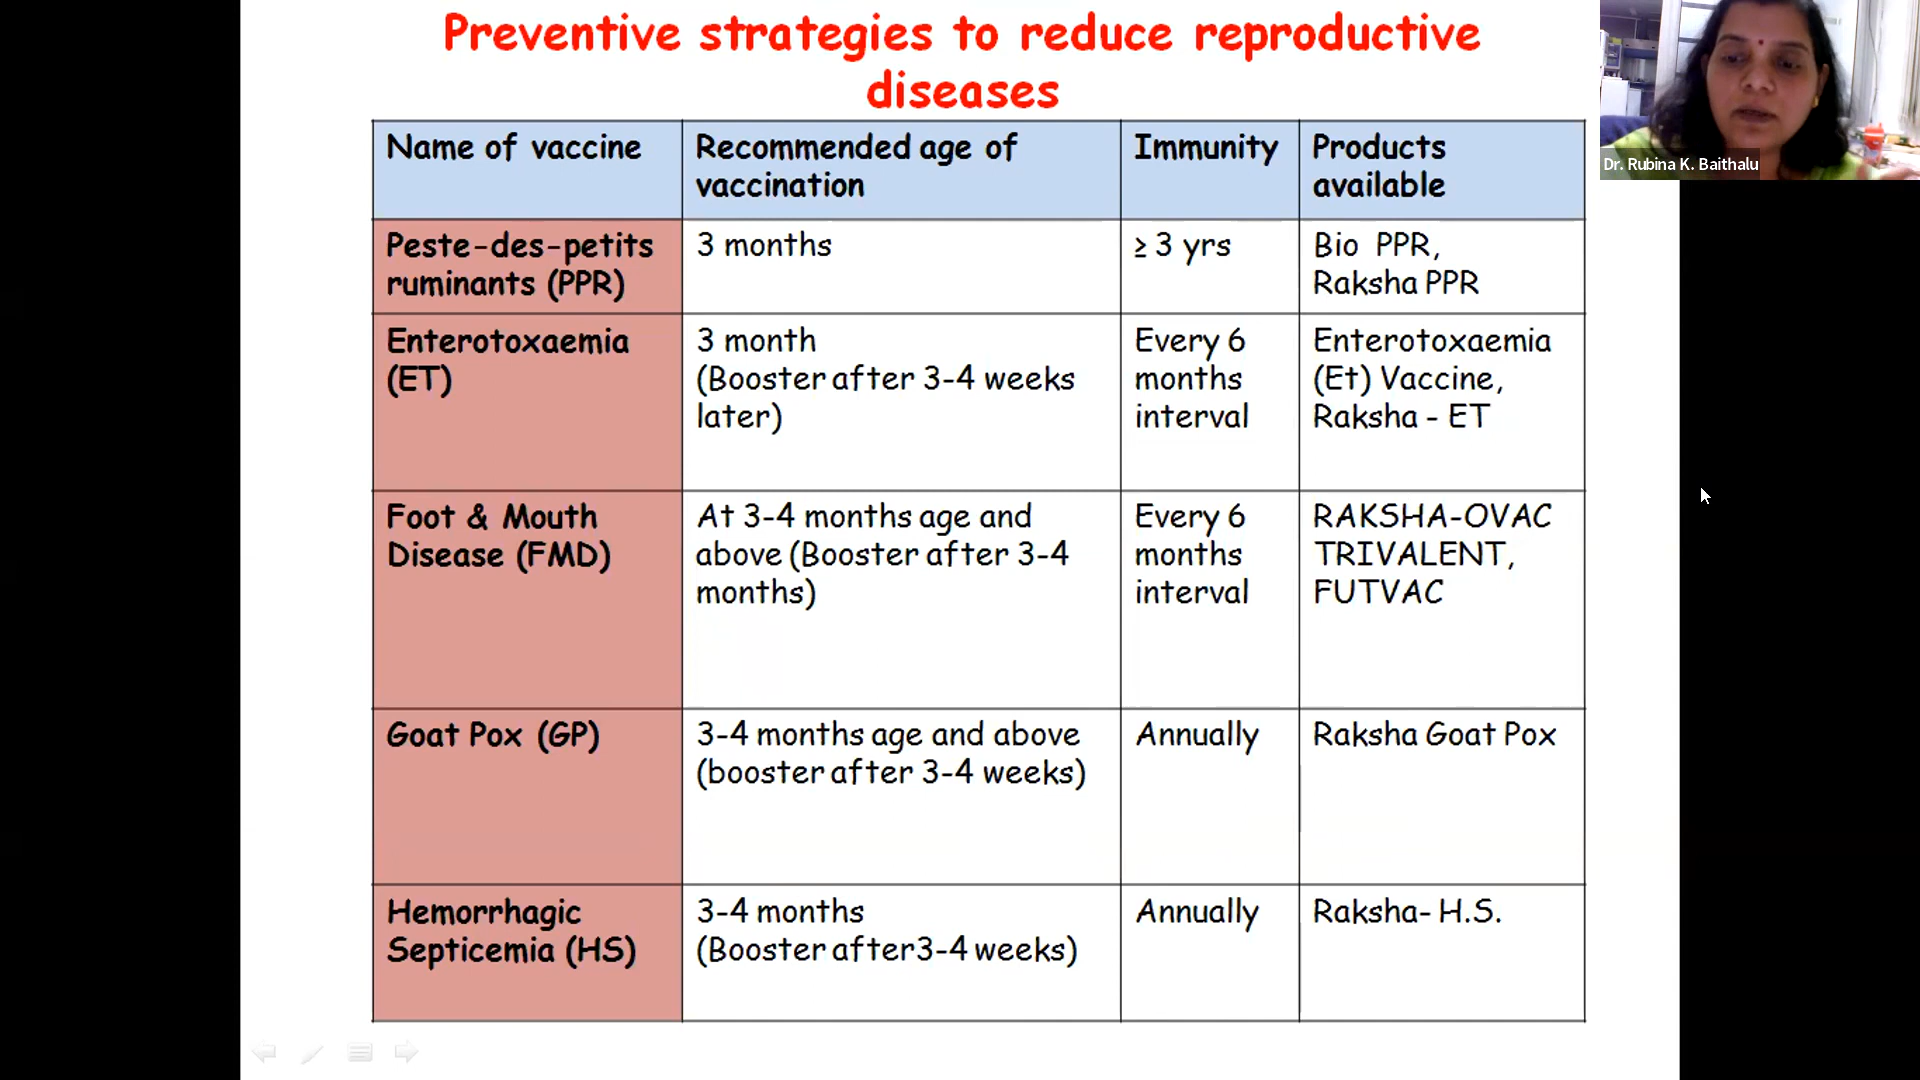 Preventive strategies to reduce reproductive
diseases
Dr. Rubina K. Baithalu
Name of vaccine
Recommended age of
vaccination
Immunity
Products
available
Peste-des-petits
ruminants (PPR)
3 months
≥ 3 yrs
Bio PPR,
Raksha PPR
Enterotoxaemia
(ET)
3 month
(Booster after 3-4 weeks
later)
Every 6
months
interval
Enterotoxaemia
(Et) Vaccine,
Raksha - ET
Foot & Mouth
Disease (FMD)
At 3-4 months age and
above (Booster after 3-4
months)
Every 6
months
interval
RAKSHA-OVAC
TRIVALENT,
FUTVAC
Goat Pox (GP)
3-4 months age and above
(booster after 3-4 weeks)
Annually
Raksha Goat Pox
Hemorrhagic
Septicemia (HS)
3-4 months
(Booster after3-4 weeks)
Annually
Raksha- H.S.